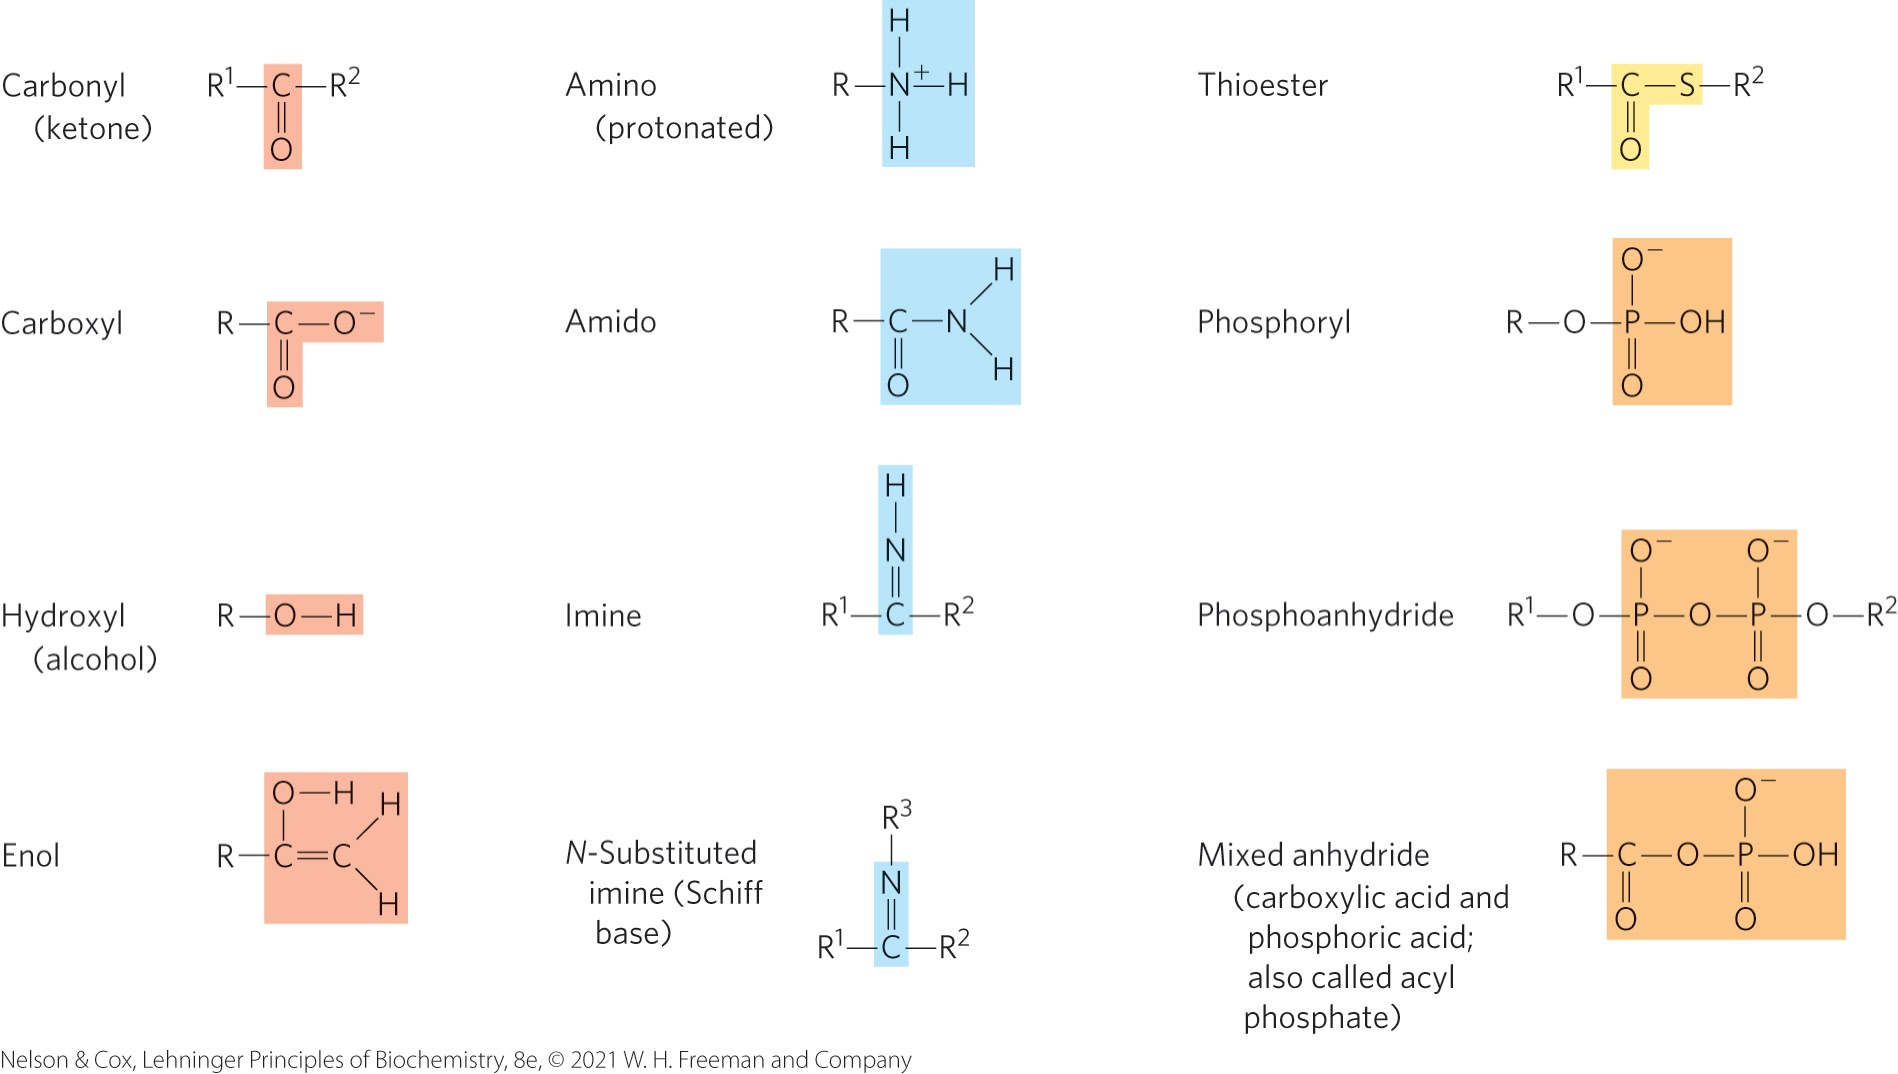 Carbonyl
(ketone)
R¹—C—R²
O
Amino
(protonated)
H
R—N⁺—H
H
Thioester
R¹—C—S—R²
O
Carboxyl
R—C—O⁻
O
Amido
H
R—C—N
H
O
Phosphoryl
O⁻
R—O—P—OH
O
Hydroxyl
(alcohol)
R—O—H
Imine
H
N
R¹—C—R²
Phosphoanhydride
O⁻ O⁻
R¹—O—P—O—P—O—R²
O O
Enol
O—H
H
R—C=C
H
N-Substituted
imine (Schiff
base)
R³
N
R¹—C—R²
Mixed anhydride
(carboxylic acid and
phosphoric acid;
also called acyl
phosphate)
O⁻
R—C—O—P—OH
O O
Nelson & Cox, Lehninger Principles of Biochemistry, 8e, © 2021 W. H. Freeman and Company